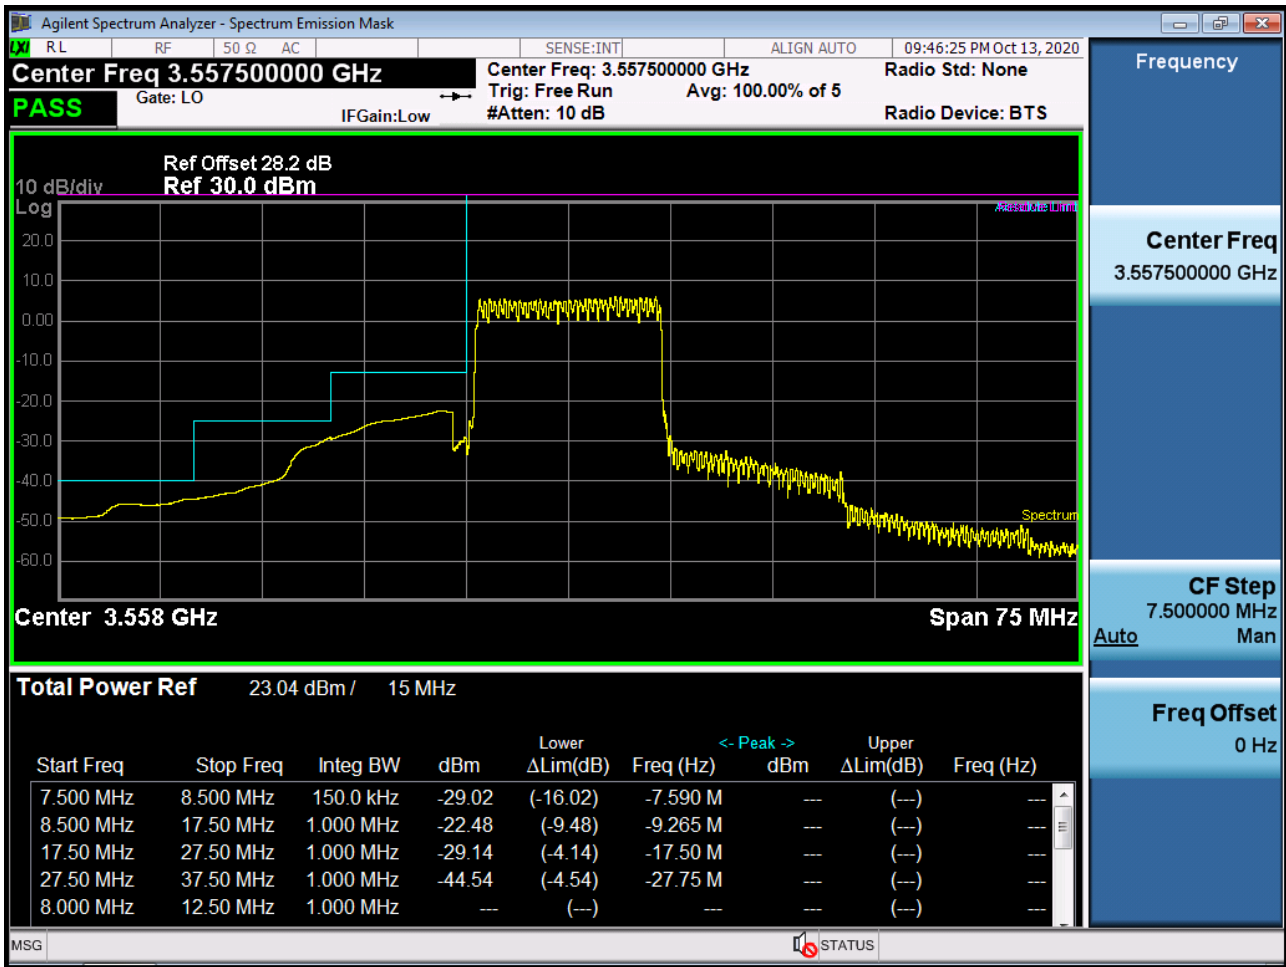 Agilent Spectrum Analyzer - Spectrum Emission Mask
LXI RL RF 50 Ω AC SENSE:INT ALIGN AUTO 09:46:25 PM Oct 13, 2020
Center Freq 3.557500000 GHz
Center Freq: 3.557500000 GHz
Radio Std: None
Gate: LO
Trig: Free Run Avg: 100.00% of 5
PASS
IFGain:Low
#Atten: 10 dB
Radio Device: BTS
Ref Offset 28.2 dB
10 dB/div Ref 30.0 dBm
Log
Absolute Limit
20.0
10.0
0.00
-10.0
-20.0
-30.0
-40.0
-50.0
Spectrum
-60.0
Center 3.558 GHz Span 75 MHz
Total Power Ref 23.04 dBm / 15 MHz
Lower <- Peak -> Upper
Start Freq Stop Freq Integ BW dBm ΔLim(dB) Freq (Hz) dBm ΔLim(dB) Freq (Hz)
7.500 MHz 8.500 MHz 150.0 kHz -29.02 (-16.02) -7.590 M --- (---) ---
8.500 MHz 17.50 MHz 1.000 MHz -22.48 (-9.48) -9.265 M --- (---) ---
17.50 MHz 27.50 MHz 1.000 MHz -29.14 (-4.14) -17.50 M --- (---) ---
27.50 MHz 37.50 MHz 1.000 MHz -44.54 (-4.54) -27.75 M --- (---) ---
8.000 MHz 12.50 MHz 1.000 MHz --- (---) --- --- (---) ---
MSG STATUS
Frequency
Center Freq
3.557500000 GHz
CF Step
7.500000 MHz
Auto Man
Freq Offset
0 Hz